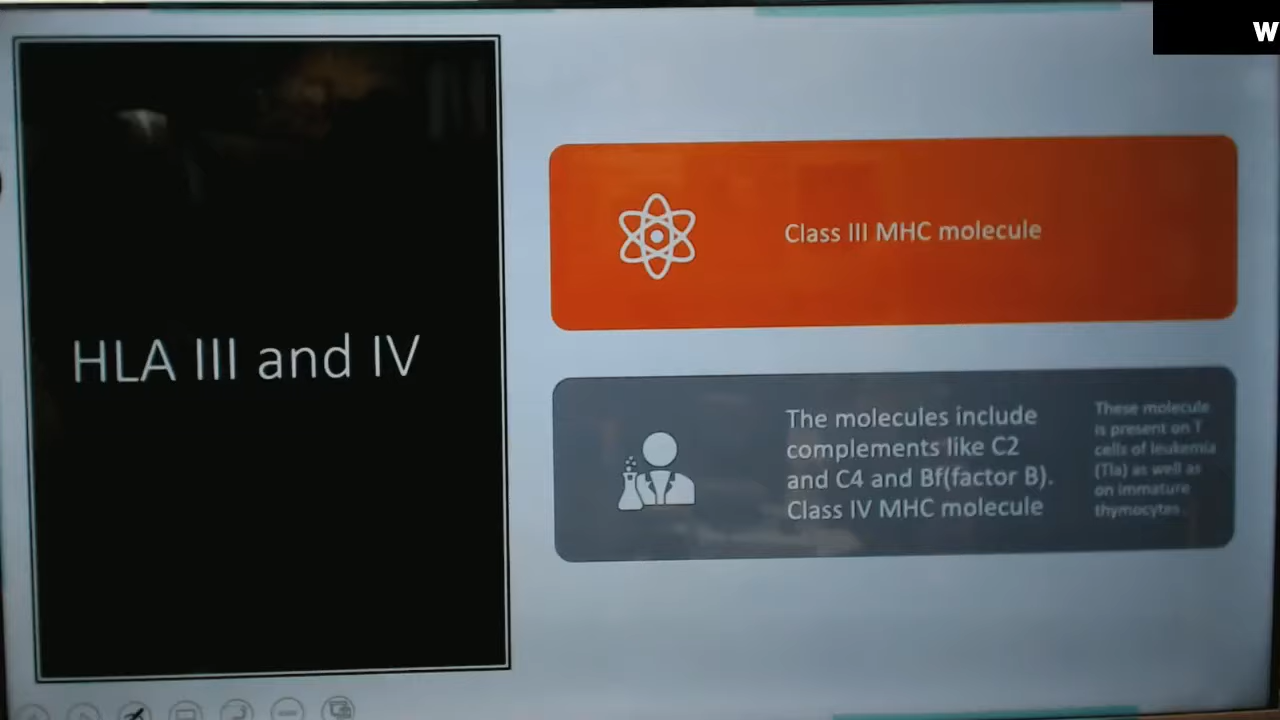 W
HLA III and IV
Class III MHC molecule
The molecules include
complements like C2
and C4 and Bf(factor B).
Class IV MHC molecule
These molecule
is present on T
cells of leukemia
(Tla) as well as
on immature
thymocytes.